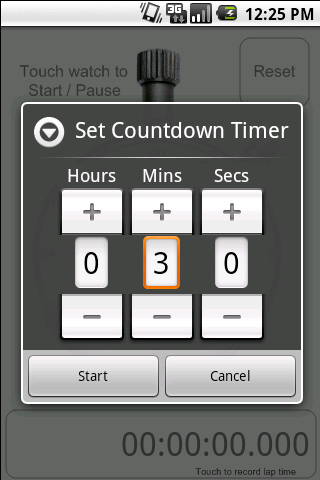 3G 12:25 PM
Touch watch to
Start / Pause
Reset
Set Countdown Timer
Hours Mins Secs
+ + +
0 3 0
− − −
Start Cancel
00:00:00.000
Touch to record lap time